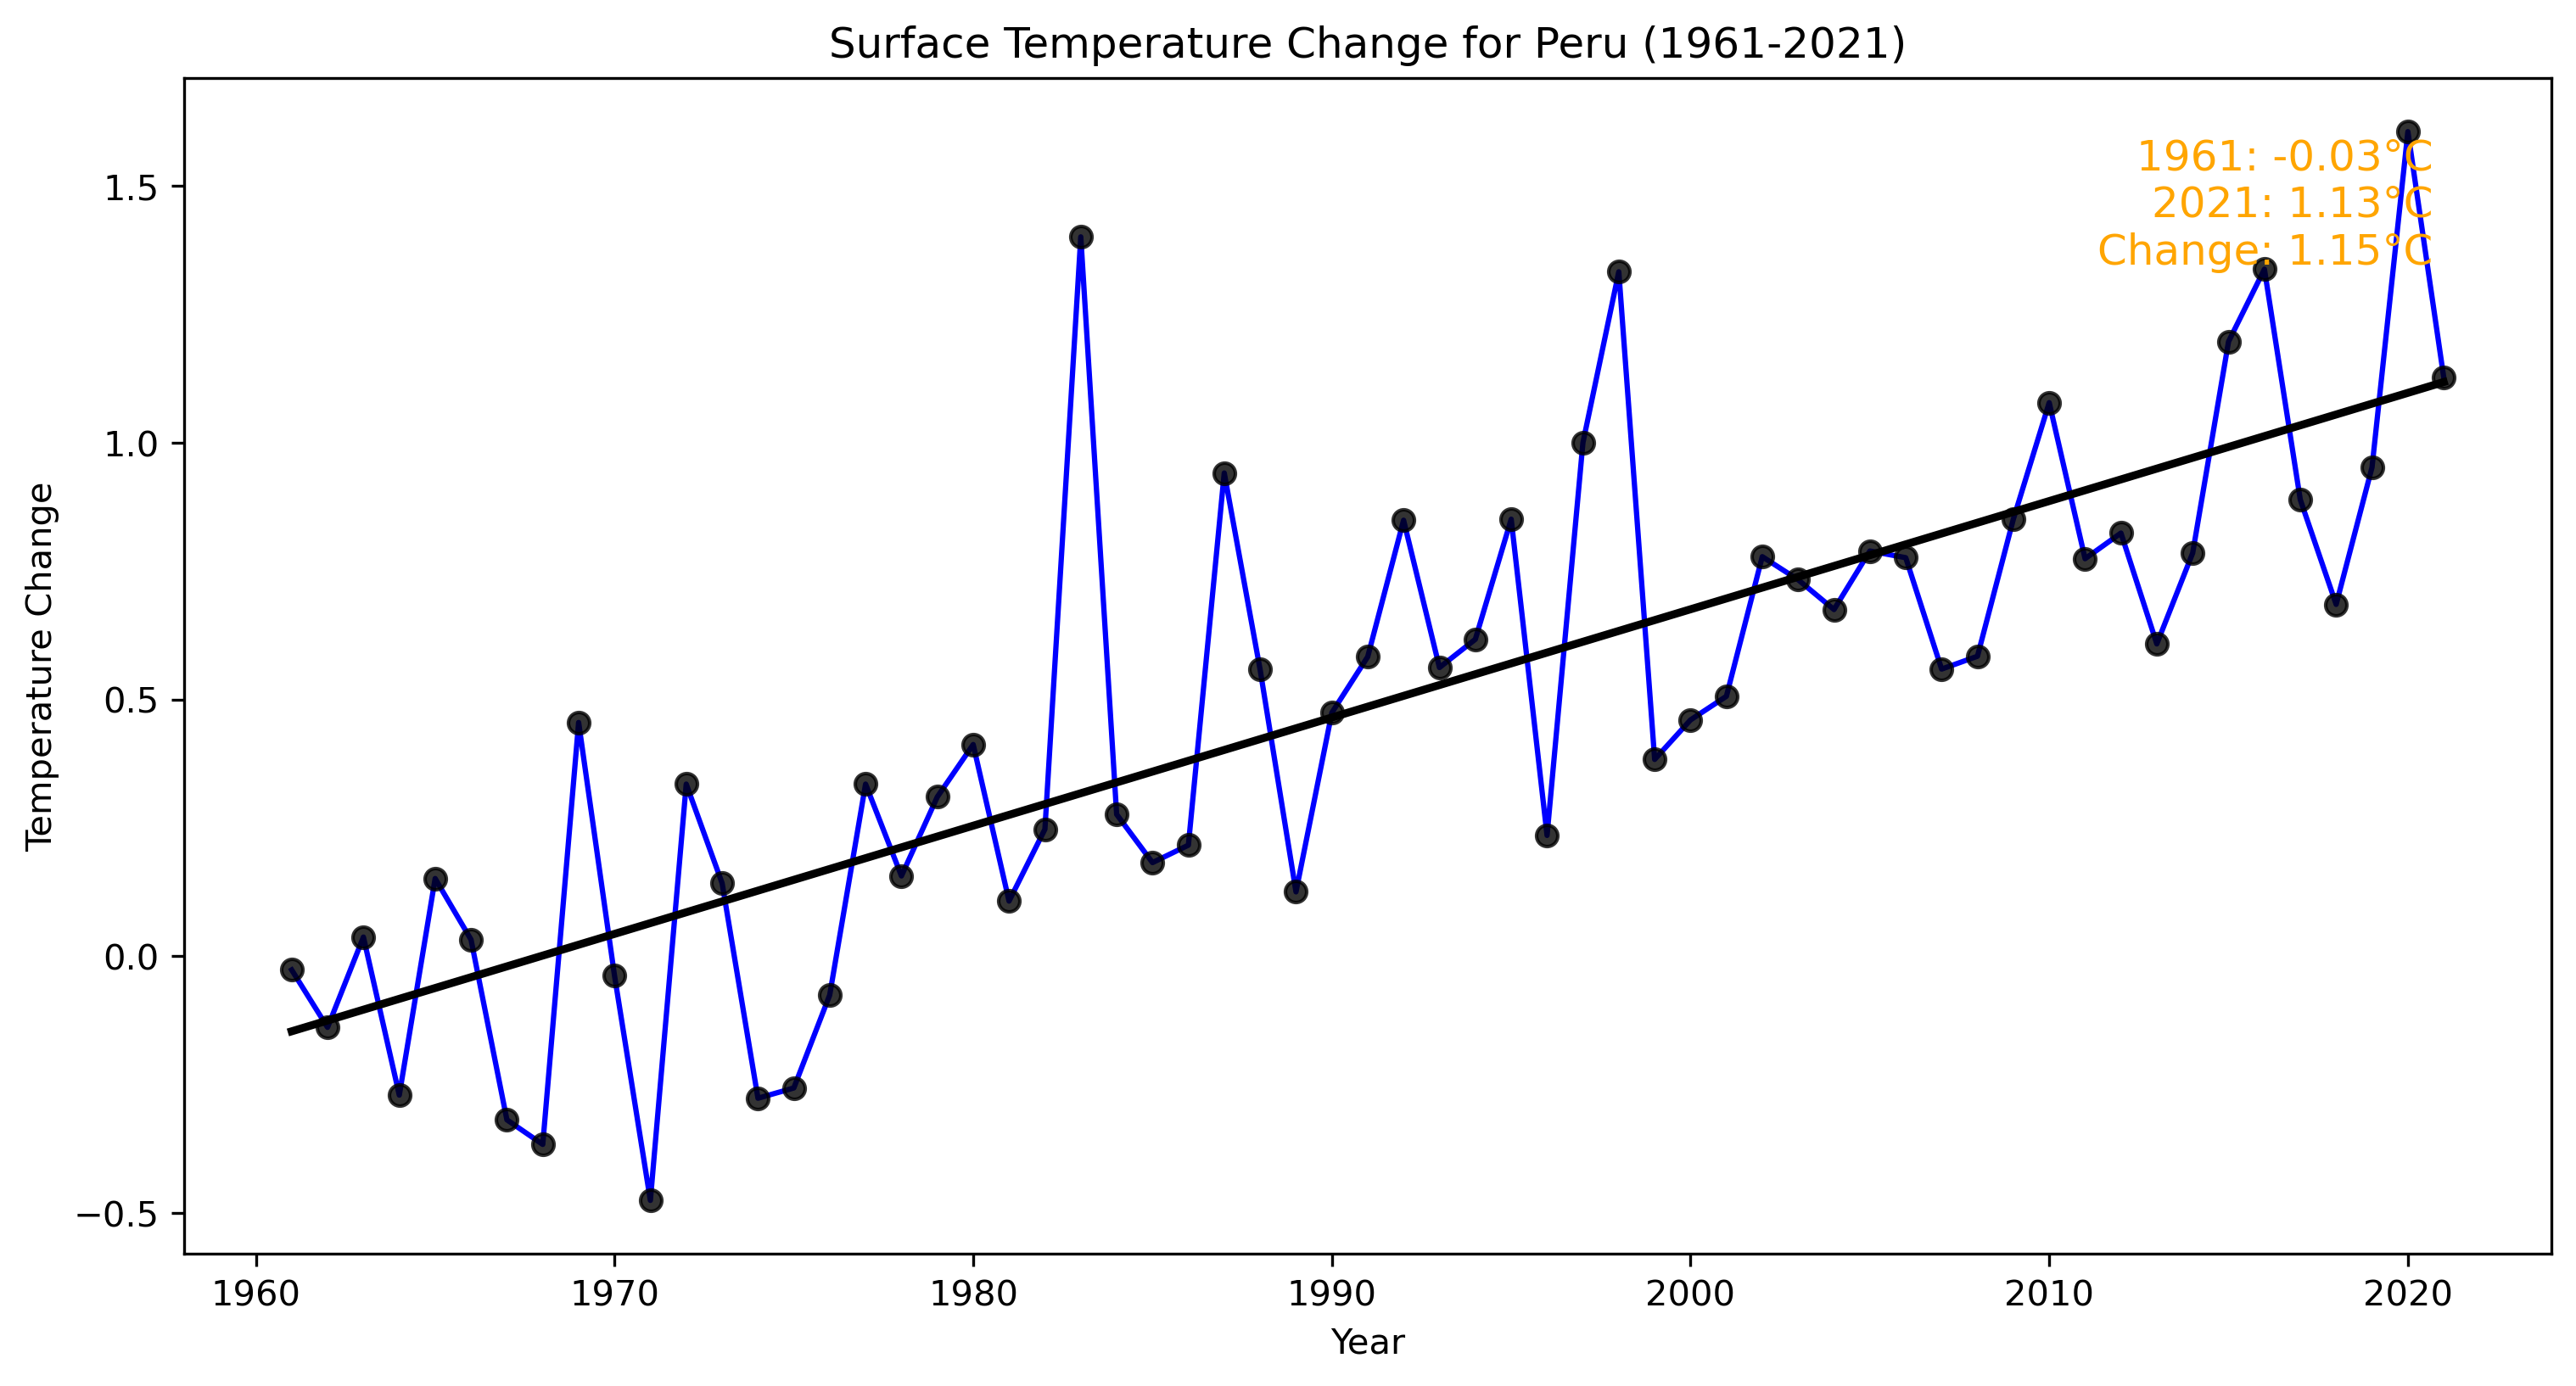 Surface Temperature Change for Peru (1961-2021)
1961: -0.03°C
2021: 1.13°C
Change: 1.15°C
Temperature Change
1.5
1.0
0.5
0.0
−0.5
1960 1970 1980 1990 2000 2010 2020
Year